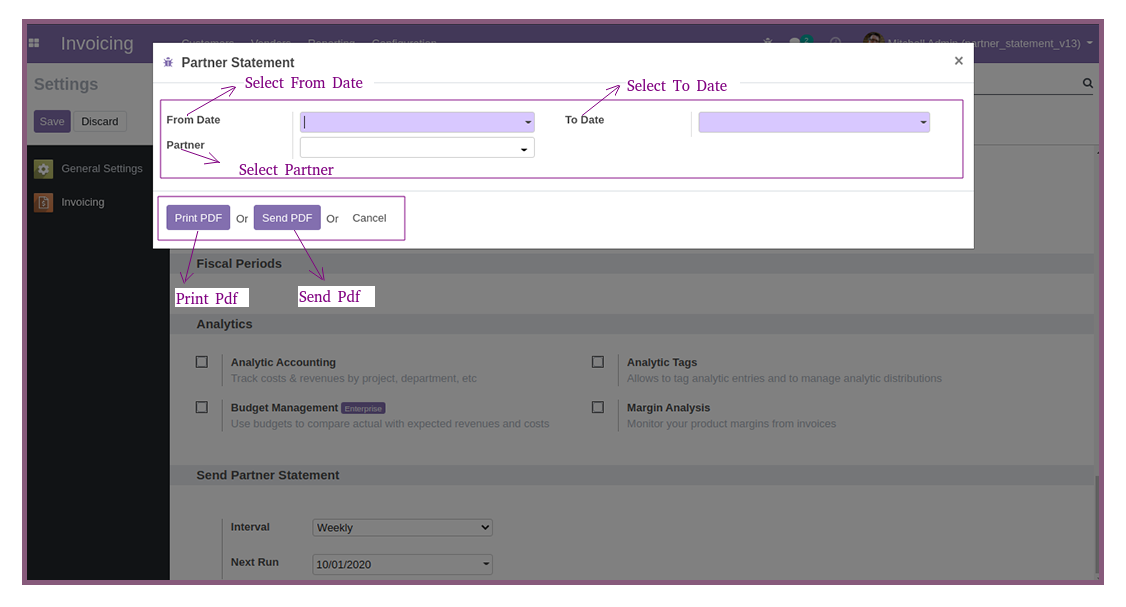 Invoicing
Customers Vendors Reporting Configuration
2
Mitchell Admin (partner_statement_v13)
Partner Statement
×
Settings
Select From Date
Select To Date
Save
Discard
From Date
To Date
Partner
Select Partner
General Settings
Invoicing
Print PDF Or Send PDF Or Cancel
Fiscal Periods
Print Pdf
Send Pdf
Analytics
Analytic Accounting
Track costs & revenues by project, department, etc
Analytic Tags
Allows to tag analytic entries and to manage analytic distributions
Budget Management Enterprise
Use budgets to compare actual with expected revenues and costs
Margin Analysis
Monitor your product margins from invoices
Send Partner Statement
Interval
Weekly
Next Run
10/01/2020